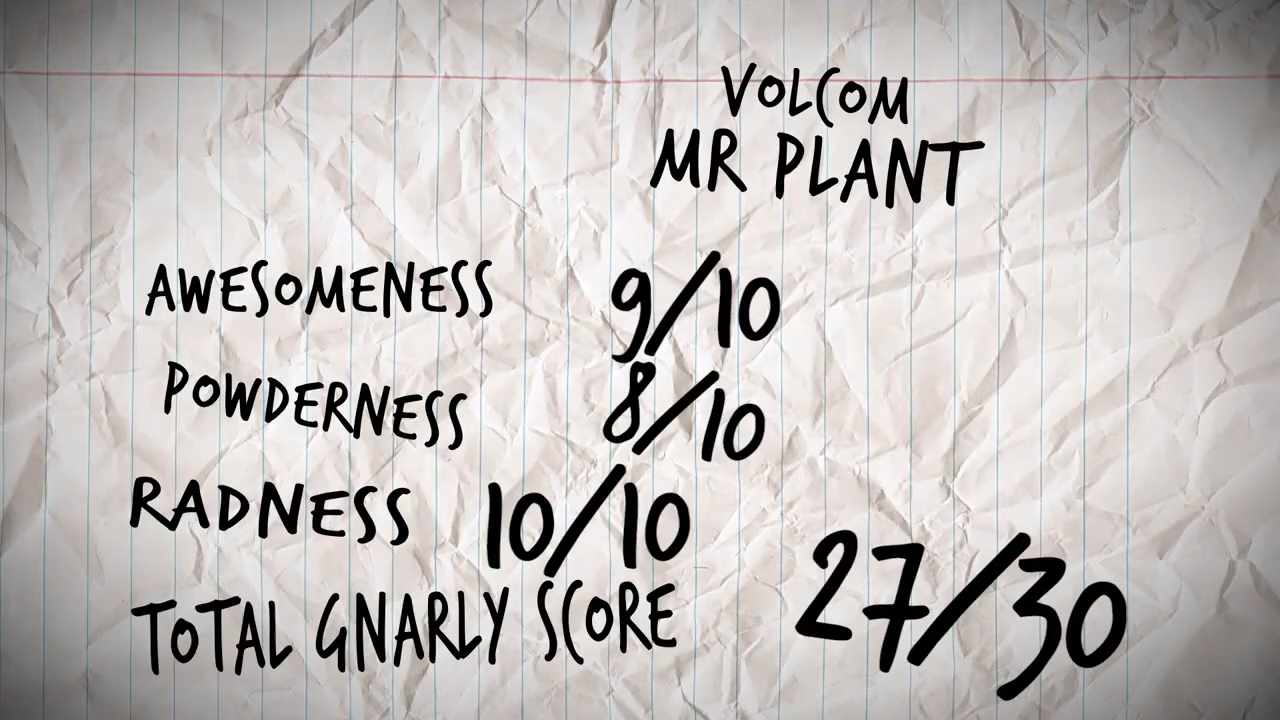 VOLCOM
MR PLANT
AWESOMENESS 9/10
POWDERNESS 8/10
RADNESS 10/10
TOTAL GNARLY SCORE 27/30